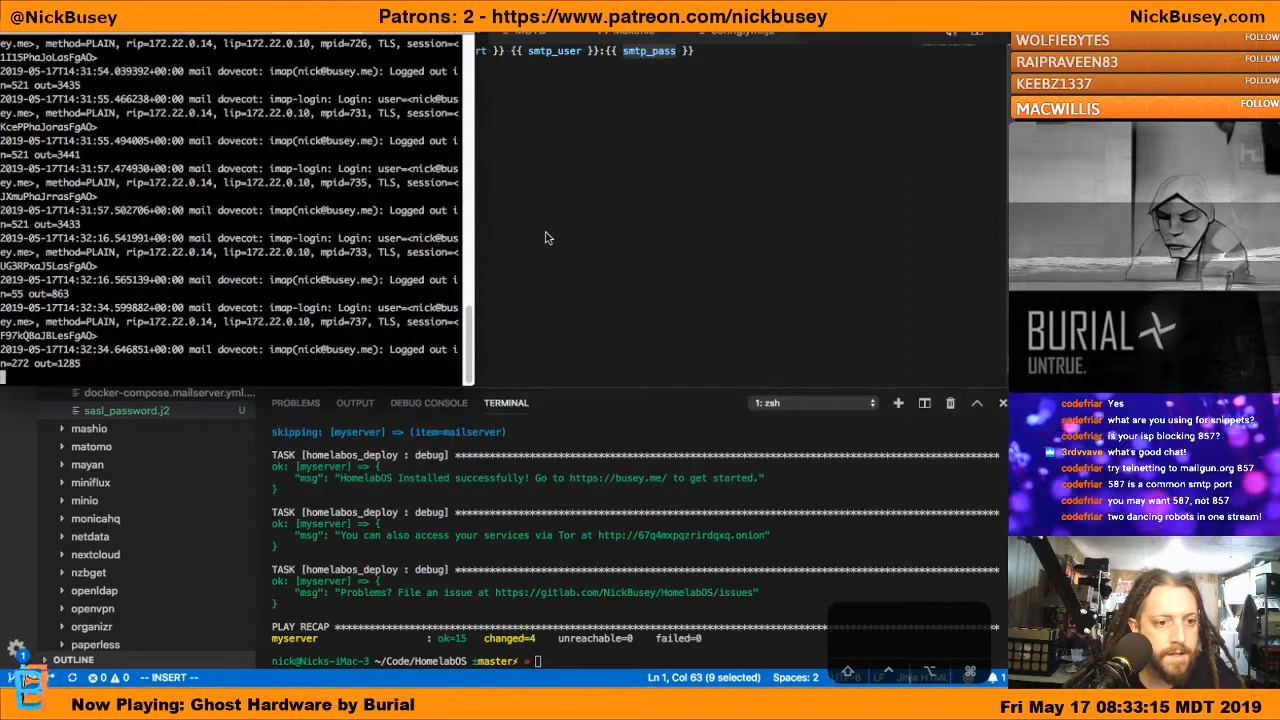 @NickBusey
Patrons: 2 - https://www.patreon.com/nickbusey
NickBusey.com
ey.me>, method=PLAIN, rip=172.22.0.14, lip=172.22.0.10, mpid=726, TLS, session=<
1I15PhaJoLasFgAO>
2019-05-17T14:31:54.039392+00:00 mail dovecot: imap(nick@busey.me): Logged out i
n=521 out=3435
2019-05-17T14:31:55.466238+00:00 mail dovecot: imap-login: Login: user=<nick@bus
ey.me>, method=PLAIN, rip=172.22.0.14, lip=172.22.0.10, mpid=731, TLS, session=<
KcePPhaJorasFgAO>
2019-05-17T14:31:55.494005+00:00 mail dovecot: imap(nick@busey.me): Logged out i
n=521 out=3441
2019-05-17T14:31:57.474930+00:00 mail dovecot: imap-login: Login: user=<nick@bus
ey.me>, method=PLAIN, rip=172.22.0.14, lip=172.22.0.10, mpid=735, TLS, session=<
JXmuPhaJrrasFgAO>
2019-05-17T14:31:57.502706+00:00 mail dovecot: imap(nick@busey.me): Logged out i
n=521 out=3433
2019-05-17T14:32:16.541991+00:00 mail dovecot: imap-login: Login: user=<nick@bus
ey.me>, method=PLAIN, rip=172.22.0.14, lip=172.22.0.10, mpid=733, TLS, session=<
UG3RPxaJ5LasFgAO>
2019-05-17T14:32:16.565139+00:00 mail dovecot: imap(nick@busey.me): Logged out i
n=55 out=863
2019-05-17T14:32:34.599882+00:00 mail dovecot: imap-login: Login: user=<nick@bus
ey.me>, method=PLAIN, rip=172.22.0.14, lip=172.22.0.10, mpid=737, TLS, session=<
F97kQBaJBLesFgAO>
2019-05-17T14:32:34.646851+00:00 mail dovecot: imap(nick@busey.me): Logged out i
n=272 out=1285
rt }} {{ smtp_user }}:{{ smtp_pass }}
WOLFIEBYTES FOLLOW
RAIPRAVEEN83 FOLLOW
KEEBZ1337 FOLLOW
MACWILLIS FOLLOW
BURIAL
UNTRUE.
docker-compose.mailserver.yml....
sasl_password.j2 U
mashio
matomo
mayan
miniflux
minio
monicahq
netdata
nextcloud
nzbget
openldap
openvpn
organizr
paperless
OUTLINE
PROBLEMS OUTPUT DEBUG CONSOLE TERMINAL
1: zsh
skipping: [myserver] => (item=mailserver)
TASK [homelabos_deploy : debug] ****
ok: [myserver] => {
"msg": "HomelabOS Installed successfully! Go to https://busey.me/ to get started."
}
TASK [homelabos_deploy : debug] ****
ok: [myserver] => {
"msg": "You can also access your services via Tor at http://67q4mxpqzrirdqxq.onion"
}
TASK [homelabos_deploy : debug] ****
ok: [myserver] => {
"msg": "Problems? File an issue at https://gitlab.com/NickBusey/HomelabOS/issues"
}
PLAY RECAP ****
myserver : ok=15 changed=4 unreachable=0 failed=0
nick@Nicks-iMac-3 ~/Code/HomelabOS ±master⚡ »
codefriar Yes
codefriar what are you using for snippets?
codefriar is your isp blocking 857?
3rdvvave what's good chat!
codefriar try telnetting to mailgun.org 857
codefriar 587 is a common smtp port
codefriar you may want 587, not 857
codefriar two dancing robots in one stream!
1
0 0 -- INSERT --
Ln 1, Col 63 (9 selected) Spaces: 2 UTF-8 LF Jinja HTML 1
Now Playing: Ghost Hardware by Burial
Fri May 17 08:33:15 MDT 2019